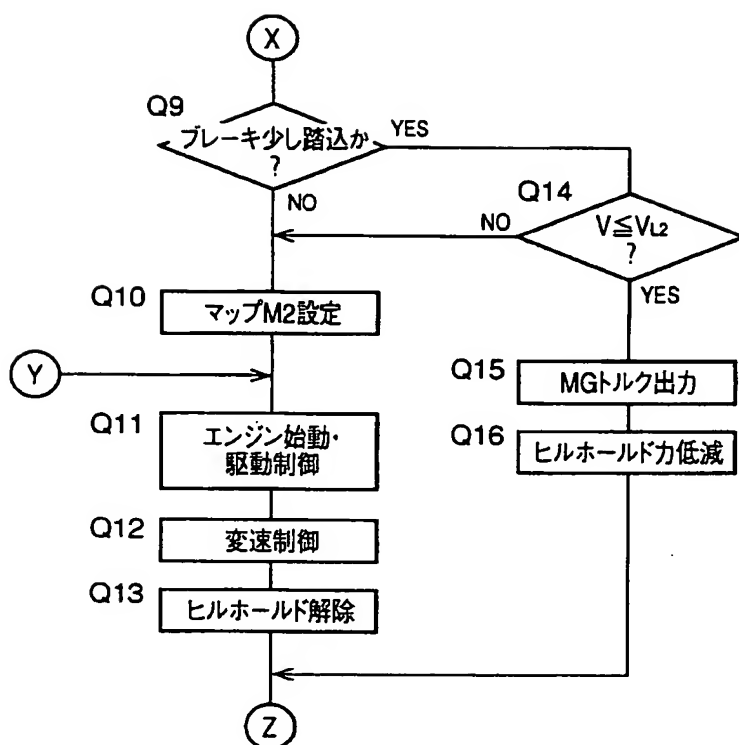 X
Q9
ブレーキ少し踏込か
?
YES
NO
Q14
V≦VL2
?
NO
YES
Q10
マップM2設定
Y
Q15
MGトルク出力
Q11
エンジン始動・
駆動制御
Q16
ヒルホールド力低減
Q12
変速制御
Q13
ヒルホールド解除
Z